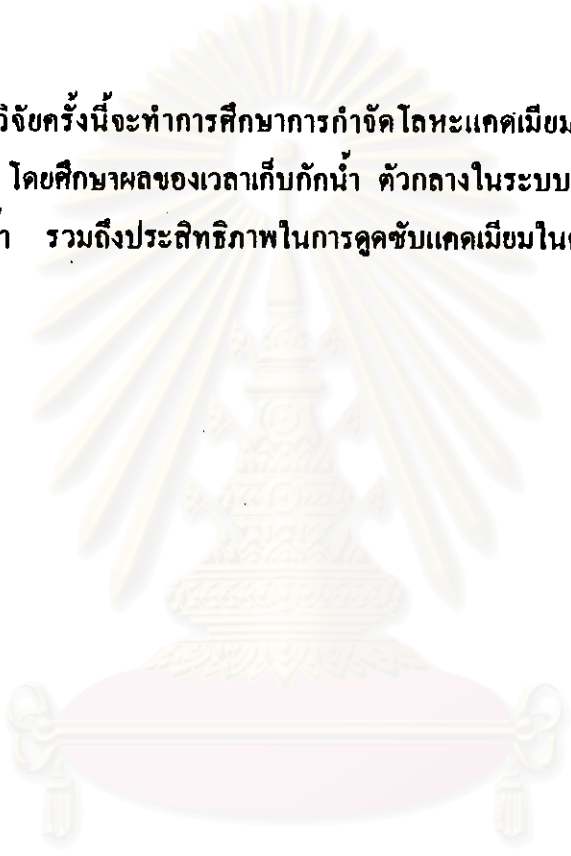 วิจัยครั้งนี้จะทำการศึกษาการกำจัดโลหะแคดเมียม
โดยศึกษาผลของเวลาเก็บกักน้ำ ตัวกลางในระบบ
รวมถึงประสิทธิภาพในการดูดซับแคดเมียมใน